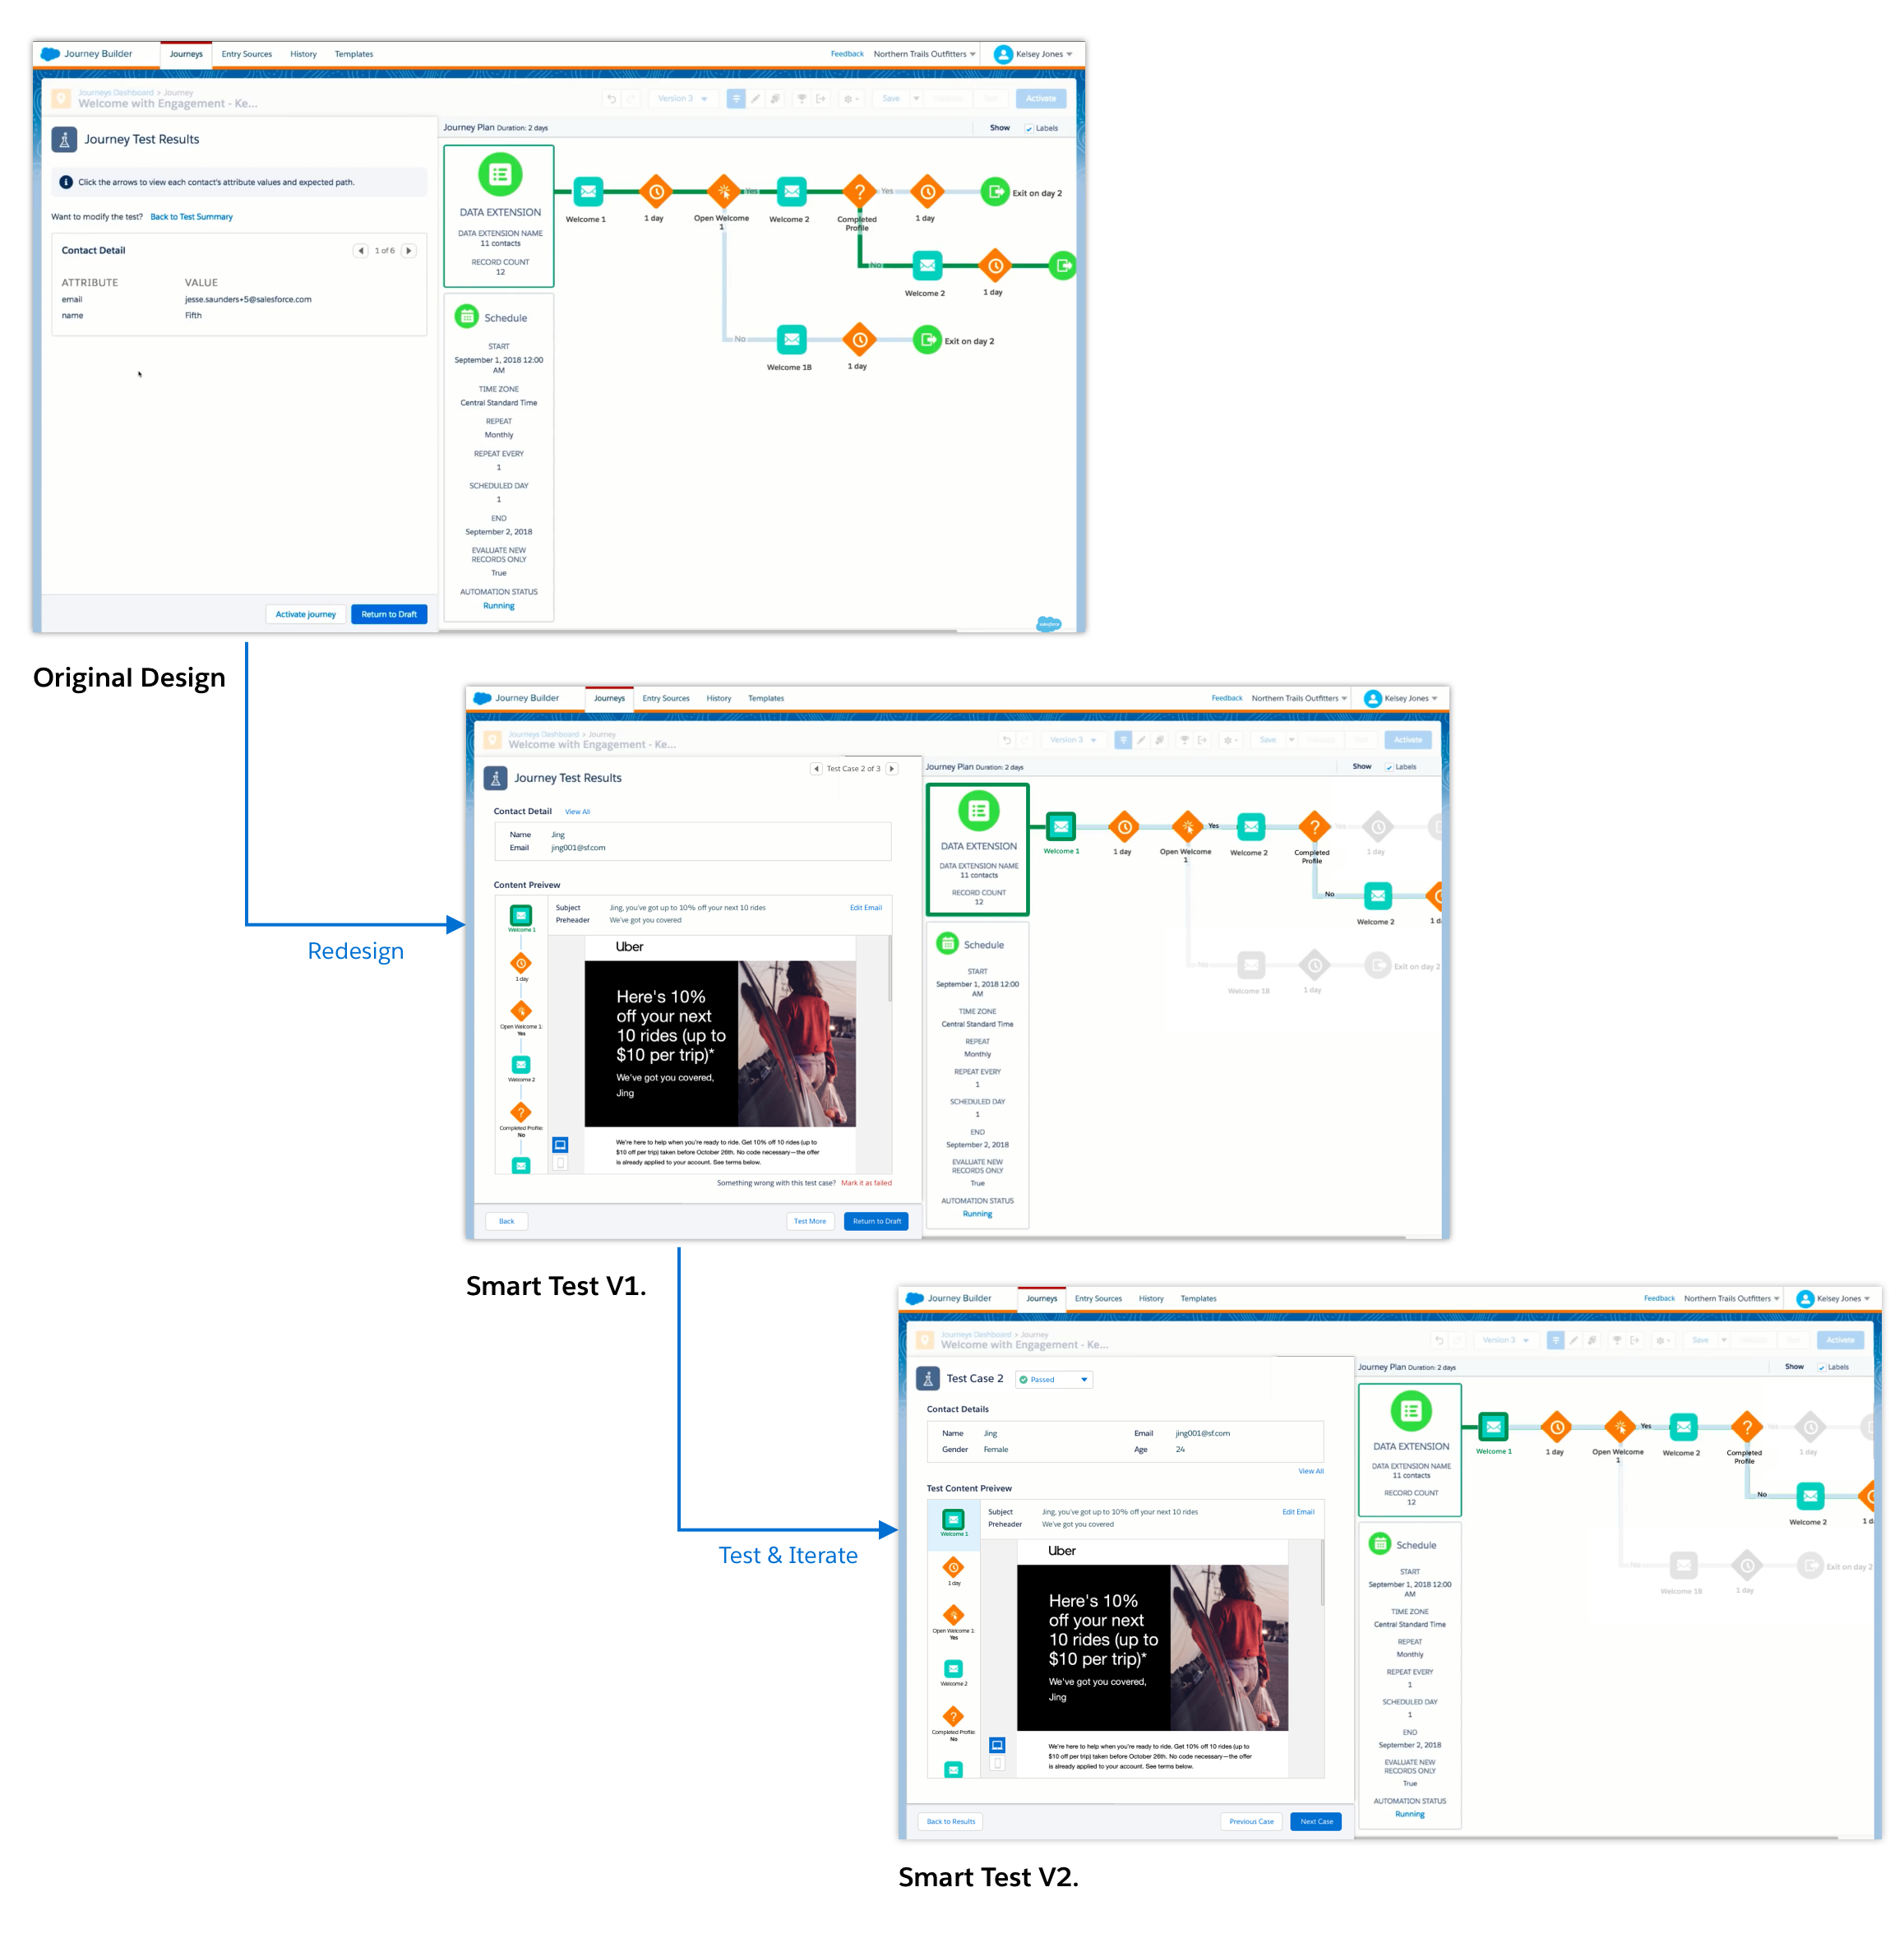 Journey Builder
Journeys
Entry Sources
History
Templates
Feedback
Northern Trails Outfitters
Kelsey Jones
Journeys Dashboard > Journey
Welcome with Engagement - Ke...
Version 3
Save
Activate
Journey Test Results
Click the arrows to view each contact's attribute values and expected path.
Want to modify the test? Back to Test Summary
Contact Detail
1 of 6
ATTRIBUTE VALUE
email jesse.saunders+5@salesforce.com
name Fifth
Activate journey
Return to Draft
Journey Plan Duration: 2 days
Show
Labels
DATA EXTENSION
DATA EXTENSION NAME
11 contacts
RECORD COUNT
12
Schedule
START
September 1, 2018 12:00
AM
TIME ZONE
Central Standard Time
REPEAT
Monthly
REPEAT EVERY
1
SCHEDULED DAY
1
END
September 2, 2018
EVALUATE NEW
RECORDS ONLY
True
AUTOMATION STATUS
Running
Welcome 1
1 day
Open Welcome
1
Yes
Welcome 2
Completed
Profile
Yes
1 day
Exit on day 2
No
Welcome 2
1 day
No
Welcome 1B
1 day
Exit on day 2
salesforce
Original Design
Redesign
Journey Builder
Journeys
Entry Sources
History
Templates
Feedback
Northern Trails Outfitters
Kelsey Jones
Journeys Dashboard > Journey
Welcome with Engagement - Ke...
Version 3
Save
Activate
Journey Test Results
Test Case 2 of 3
Contact Detail View All
Name Jing
Email jing001@sf.com
Content Preivew
Welcome 1
1 day
Open Welcome 1:
Yes
Welcome 2
Completed Profile:
No
Subject Jing, you've got up to 10% off your next 10 rides
Edit Email
Preheader We've got you covered
Uber
Here's 10%
off your next
10 rides (up to
$10 per trip)*
We've got you covered,
Jing
We're here to help when you're ready to ride. Get 10% off 10 rides (up to
$10 off per trip) taken before October 26th. No code necessary—the offer
is already applied to your account. See terms below.
Something wrong with this test case? Mark it as failed
Back
Test More
Return to Draft
Journey Plan Duration: 2 days
Show
Labels
DATA EXTENSION
DATA EXTENSION NAME
11 contacts
RECORD COUNT
12
Schedule
START
September 1, 2018 12:00
AM
TIME ZONE
Central Standard Time
REPEAT
Monthly
REPEAT EVERY
1
SCHEDULED DAY
1
END
September 2, 2018
EVALUATE NEW
RECORDS ONLY
True
AUTOMATION STATUS
Running
Welcome 1
1 day
Open Welcome
1
Yes
Welcome 2
Completed
Profile
Yes
1 day
No
Welcome 2
1 d
No
Welcome 1B
1 day
Exit on day 2
Smart Test V1.
Test & Iterate
Journey Builder
Journeys
Entry Sources
History
Templates
Feedback
Northern Trails Outfitters
Kelsey Jones
Journeys Dashboard > Journey
Welcome with Engagement - Ke...
Version 3
Save
Activate
Test Case 2
Passed
Contact Details
Name Jing Email jing001@sf.com
Gender Female Age 24
View All
Test Content Preivew
Welcome 1
1 day
Open Welcome 1:
Yes
Welcome 2
Completed Profile:
No
Subject Jing, you've got up to 10% off your next 10 rides
Edit Email
Preheader We've got you covered
Uber
Here's 10%
off your next
10 rides (up to
$10 per trip)*
We've got you covered,
Jing
We're here to help when you're ready to ride. Get 10% off 10 rides (up to
$10 off per trip) taken before October 26th. No code necessary—the offer
is already applied to your account. See terms below.
Back to Results
Previous Case
Next Case
Journey Plan Duration: 2 days
Show
Labels
DATA EXTENSION
DATA EXTENSION NAME
11 contacts
RECORD COUNT
12
Schedule
START
September 1, 2018 12:00
AM
TIME ZONE
Central Standard Time
REPEAT
Monthly
REPEAT EVERY
1
SCHEDULED DAY
1
END
September 2, 2018
EVALUATE NEW
RECORDS ONLY
True
AUTOMATION STATUS
Running
Welcome 1
1 day
Open Welcome
1
Yes
Welcome 2
Completed
Profile
Yes
1 day
No
Welcome 2
1 d
No
Welcome 1B
1 day
Exit on day 2
Smart Test V2.